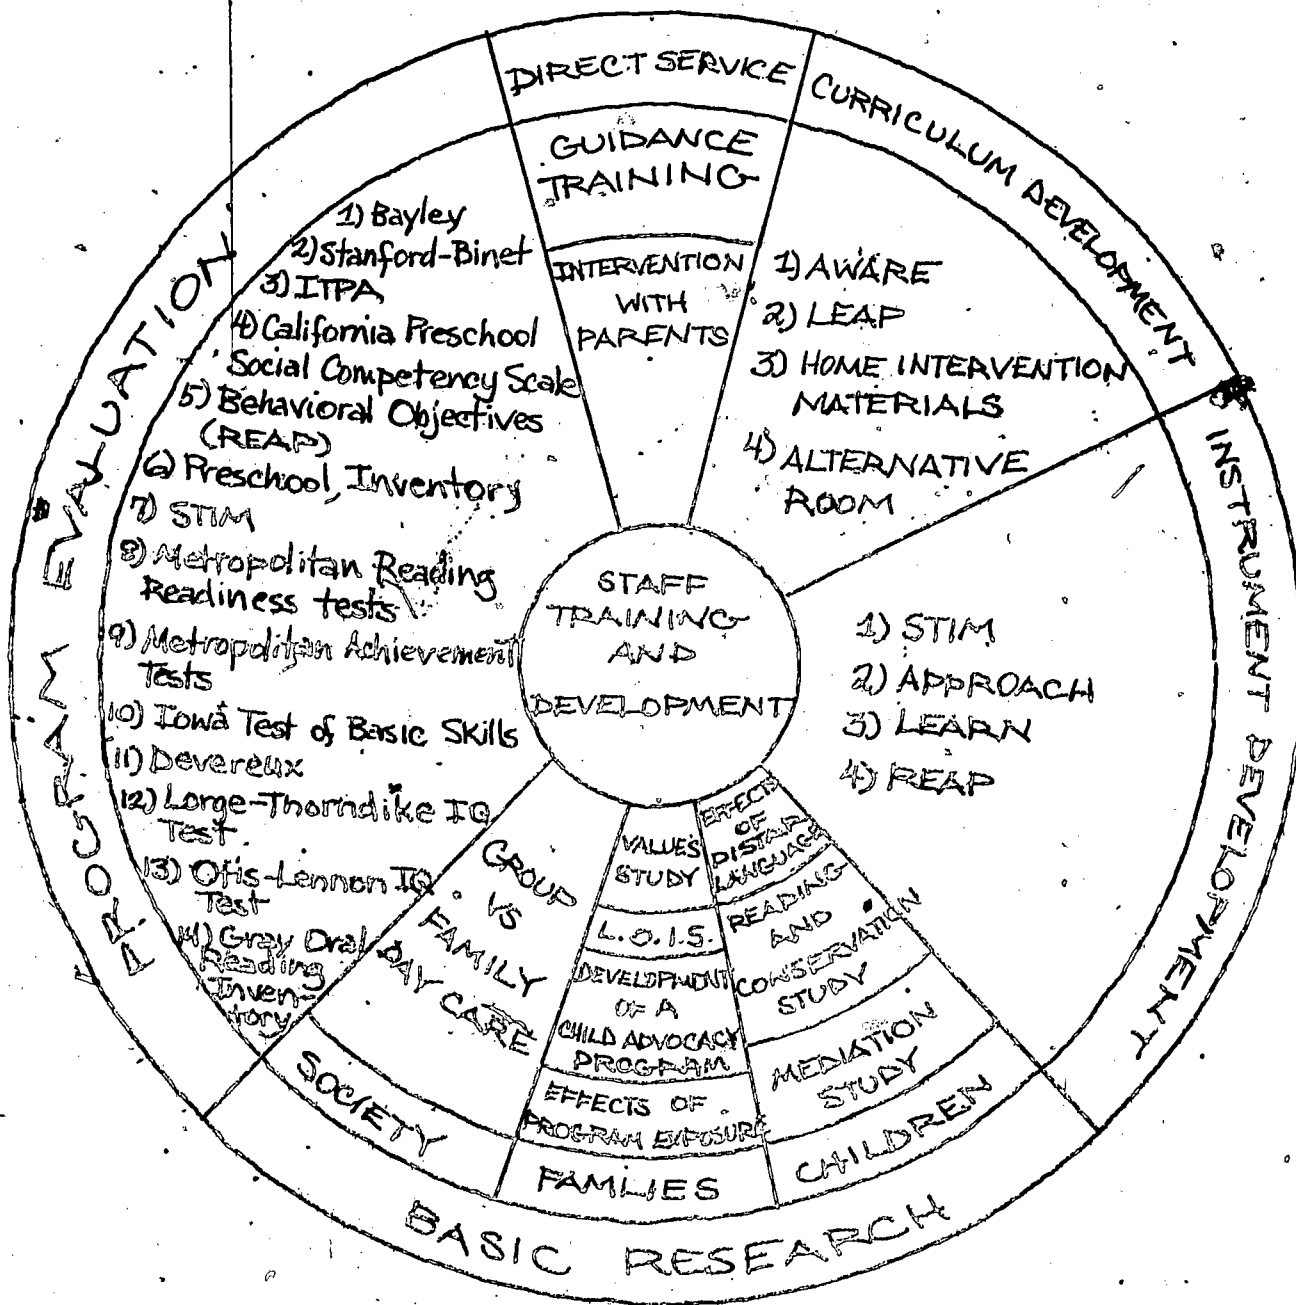 DIRECT SERVICE
GUIDANCE
TRAINING
INTERVENTION
WITH
PARENTS
CURRICULUM DEVELOPMENT
1) AWARE
2) LEAP
3) HOME INTERVENTION
MATERIALS
4) ALTERNATIVE
ROOM
INSTRUMENT DEVELOPMENT
1) STIM
2) APPROACH
3) LEARN
4) REAP
BASIC RESEARCH
CHILDREN
EFFECTS
OF
DISTAR
LANGUAGE
READING
AND
CONSERVATION
STUDY
MEDIATION
STUDY
FAMILIES
VALUES
STUDY
L.O.I.S.
DEVELOPMENT
OF A
CHILD ADVOCACY
PROGRAM
EFFECTS OF
PROGRAM EXPOSURE
SOCIETY
GROUP
VS
FAMILY
DAY CARE
PROGRAM EVALUATION
1) Bayley
2) Stanford-Binet
3) ITPA
4) California Preschool
Social Competency Scale
5) Behavioral Objectives
(REAP)
6) Preschool Inventory
7) STIM
8) Metropolitan Reading
Readiness tests
9) Metropolitan Achievement
Tests
10) Iowa Test of Basic Skills
11) Devereux
12) Lorge-Thorndike IQ
Test
13) Otis-Lennon IQ
Test
14) Gray Oral
Reading
Inven-
tory
STAFF
TRAINING
AND
DEVELOPMENT